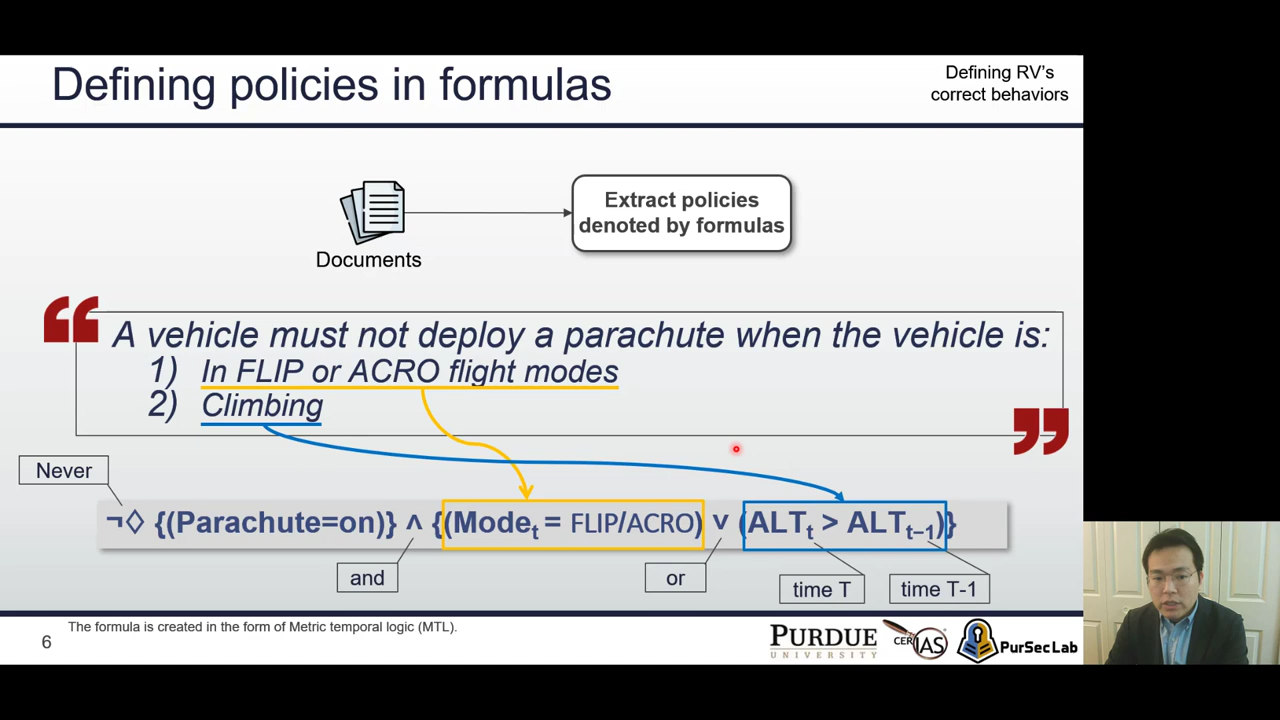 Defining policies in formulas
Defining RV's
correct behaviors
Extract policies
denoted by formulas
Documents
“
A vehicle must not deploy a parachute when the vehicle is:
1) In FLIP or ACRO flight modes
2) Climbing
”
Never
¬◊ {(Parachute=on)} ∧ {(Modeₜ = FLIP/ACRO) ∨ (ALTₜ > ALTₜ₋₁)}
and
or
time T
time T-1
The formula is created in the form of Metric temporal logic (MTL).
6
PURDUE
UNIVERSITY
CERIAS
PurSecLab